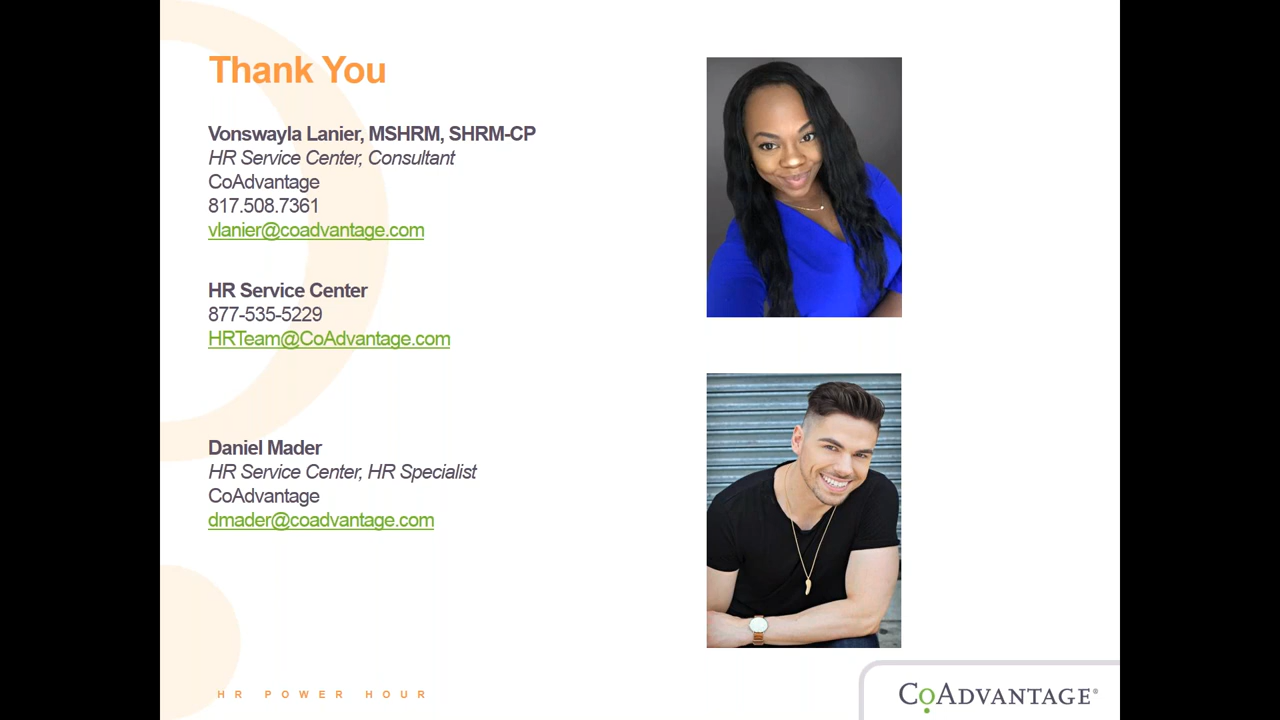 Thank You
Vonswayla Lanier, MSHRM, SHRM-CP
HR Service Center, Consultant
CoAdvantage
817.508.7361
vlanier@coadvantage.com
HR Service Center
877-535-5229
HRTeam@CoAdvantage.com
Daniel Mader
HR Service Center, HR Specialist
CoAdvantage
dmader@coadvantage.com
HR POWER HOUR
CoAdvantage®